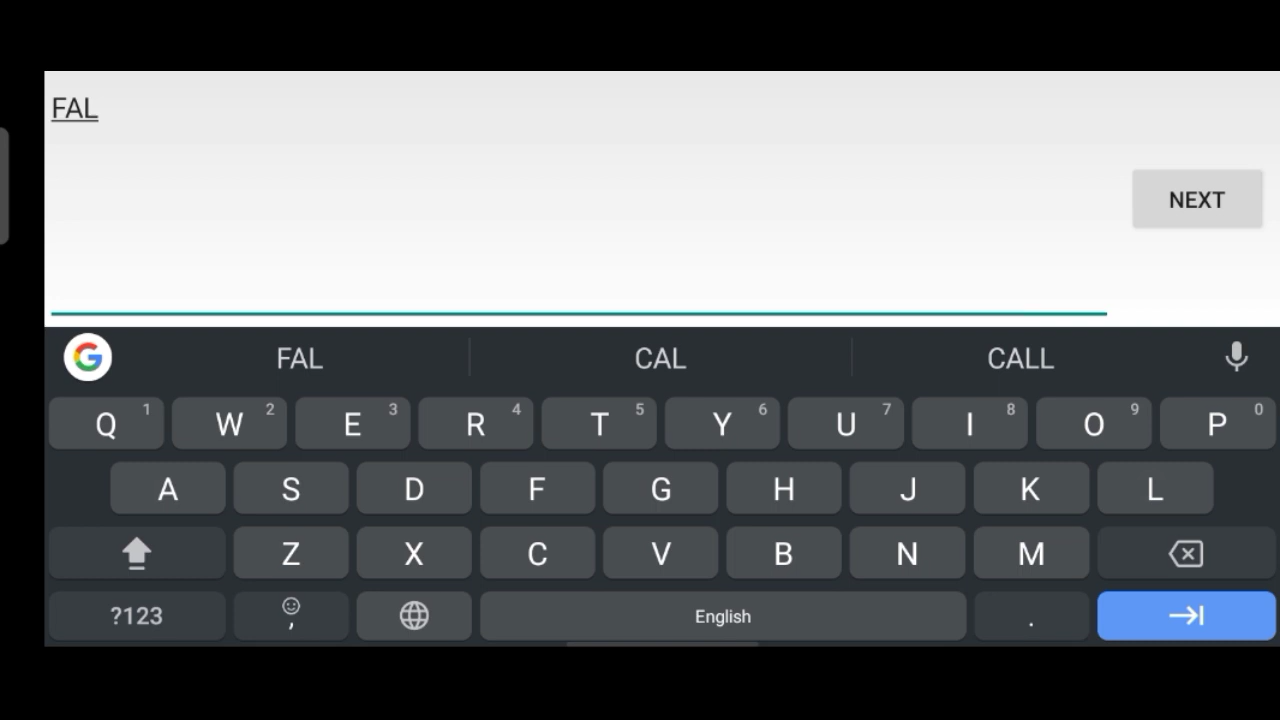 FAL
NEXT
FAL CAL CALL
Q 1 W 2 E 3 R 4 T 5 Y 6 U 7 I 8 O 9 P 0
A S D F G H J K L
Z X C V B N M
?123 , English .